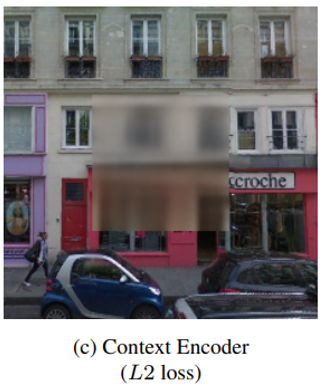 ccroche
(c) Context Encoder
(L2 loss)